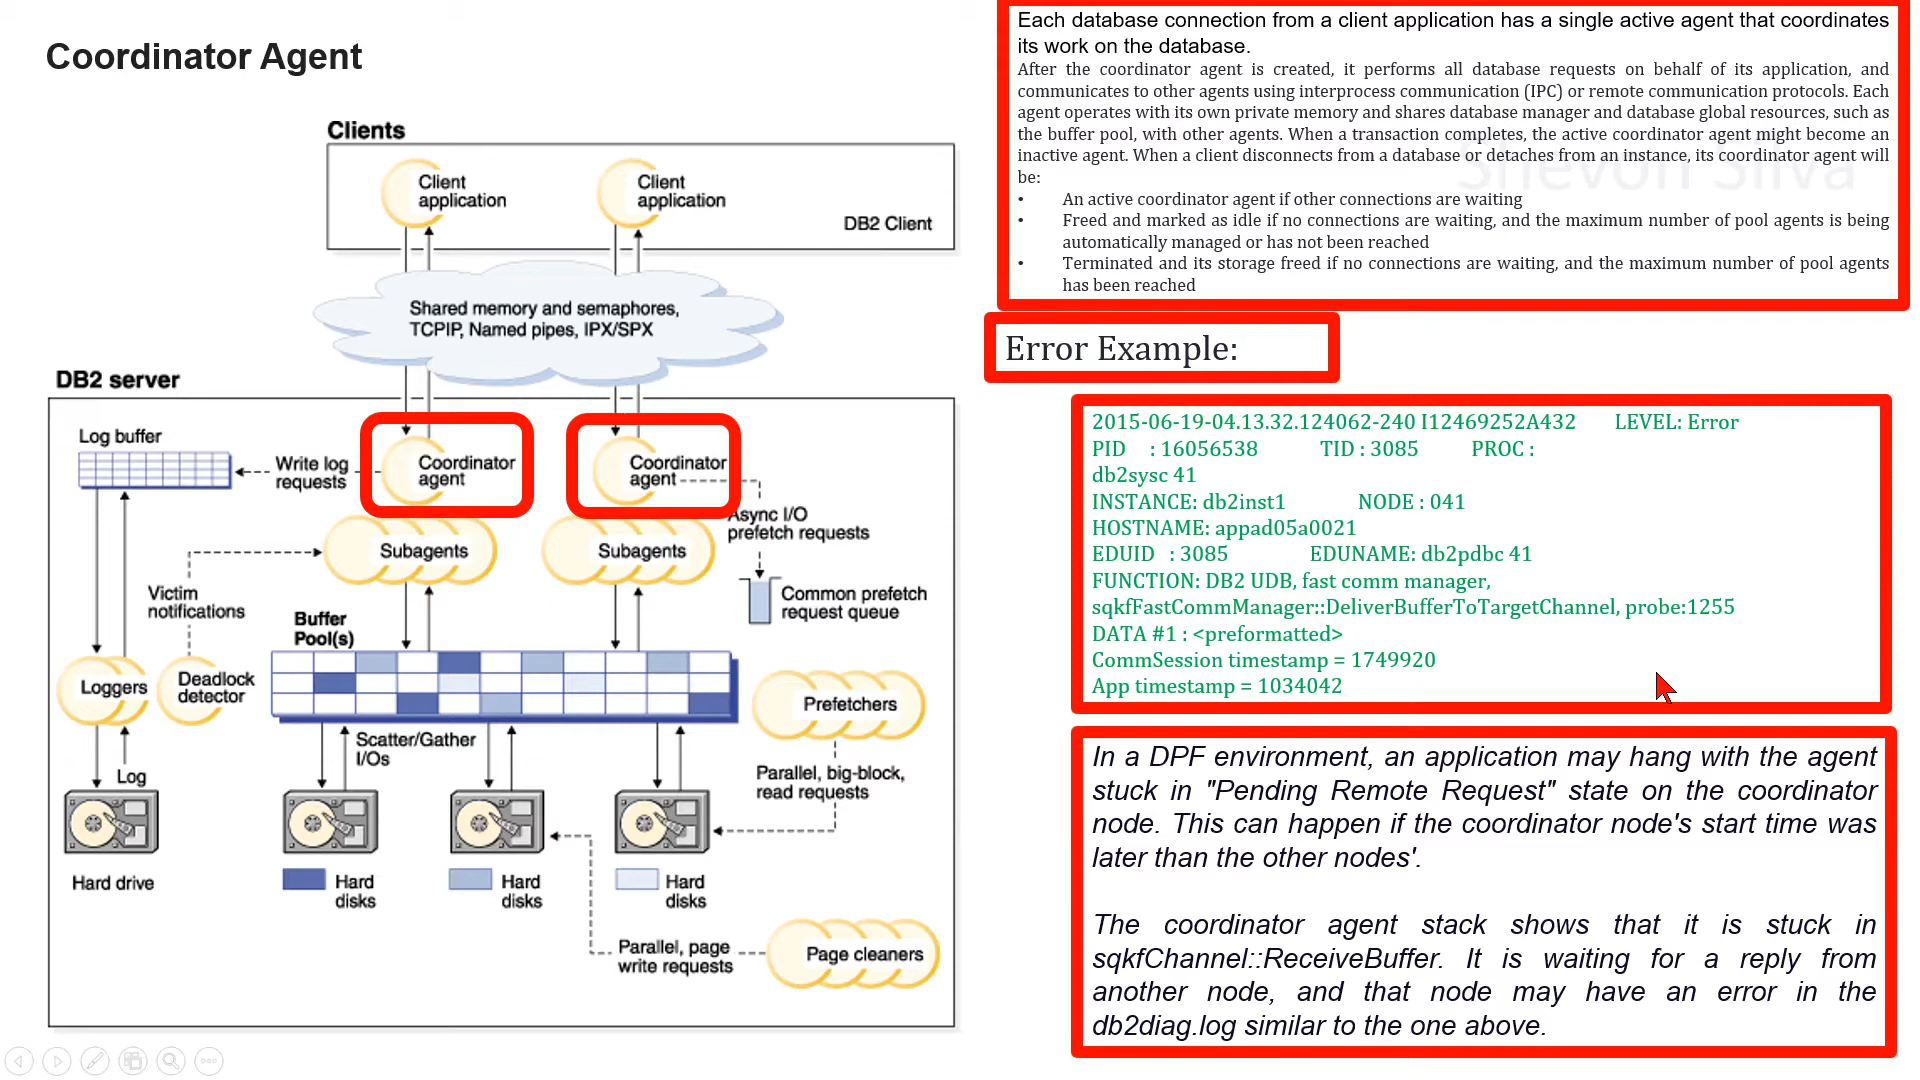 Coordinator Agent
Clients
Client
application
Client
application
DB2 Client
Shared memory and semaphores,
TCPIP, Named pipes, IPX/SPX
DB2 server
Log buffer
Write log
requests
Coordinator
agent
Coordinator
agent
Async I/O
prefetch requests
Subagents
Subagents
Victim
notifications
Common prefetch
request queue
Buffer
Pool(s)
Loggers
Deadlock
detector
Prefetchers
Scatter/Gather
I/Os
Log
Parallel, big-block,
read requests
Hard drive
Hard
disks
Hard
disks
Hard
disks
Parallel, page
write requests
Page cleaners
Each database connection from a client application has a single active agent that coordinates
its work on the database.
After the coordinator agent is created, it performs all database requests on behalf of its application, and
communicates to other agents using interprocess communication (IPC) or remote communication protocols. Each
agent operates with its own private memory and shares database manager and database global resources, such as
the buffer pool, with other agents. When a transaction completes, the active coordinator agent might become an
inactive agent. When a client disconnects from a database or detaches from an instance, its coordinator agent will
be:
• An active coordinator agent if other connections are waiting
• Freed and marked as idle if no connections are waiting, and the maximum number of pool agents is being
automatically managed or has not been reached
• Terminated and its storage freed if no connections are waiting, and the maximum number of pool agents
has been reached
Shevon Silva
Error Example:
2015-06-19-04.13.32.124062-240 I12469252A432 LEVEL: Error
PID : 16056538 TID : 3085 PROC :
db2sysc 41
INSTANCE: db2inst1 NODE : 041
HOSTNAME: appad05a0021
EDUID : 3085 EDUNAME: db2pdbc 41
FUNCTION: DB2 UDB, fast comm manager,
sqkfFastCommManager::DeliverBufferToTargetChannel, probe:1255
DATA #1 : <preformatted>
CommSession timestamp = 1749920
App timestamp = 1034042
In a DPF environment, an application may hang with the agent
stuck in "Pending Remote Request" state on the coordinator
node. This can happen if the coordinator node's start time was
later than the other nodes'.
The coordinator agent stack shows that it is stuck in
sqkfChannel::ReceiveBuffer. It is waiting for a reply from
another node, and that node may have an error in the
db2diag.log similar to the one above.